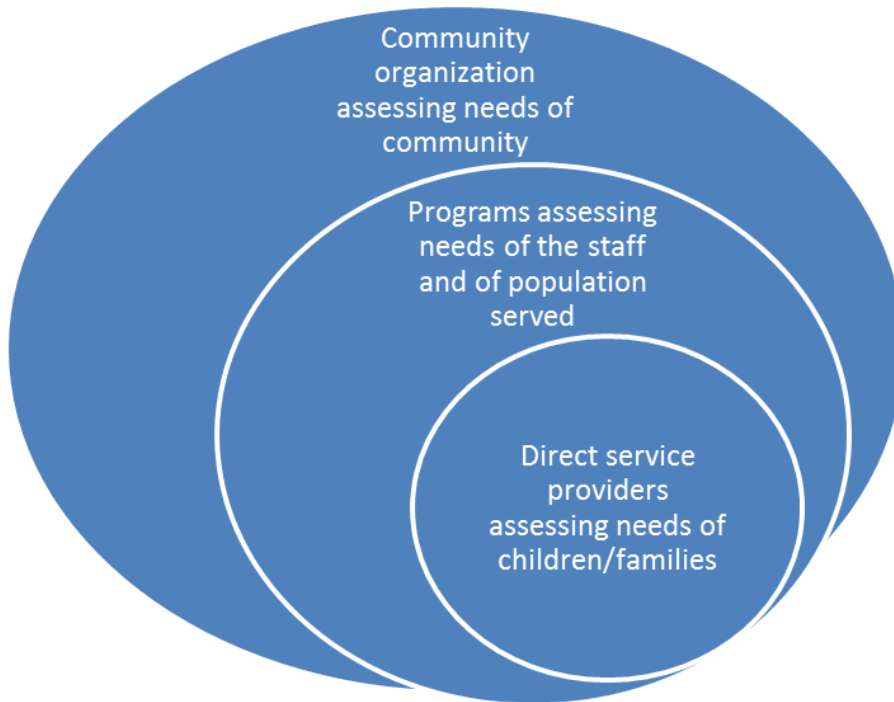 Community
organization
assessing needs of
community
Programs assessing
needs of the staff
and of population
served
Direct service
providers
assessing needs of
children/families